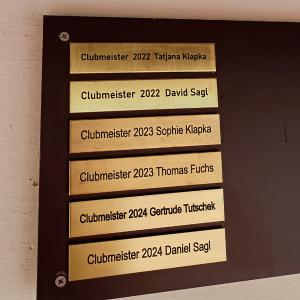 Clubmeister 2022 Tatjana Klapka
Clubmeister 2022 David Sagl
Clubmeister 2023 Sophie Klapka
Clubmeister 2023 Thomas Fuchs
Clubmeister 2024 Gertrude Tutschek
Clubmeister 2024 Daniel Sagl